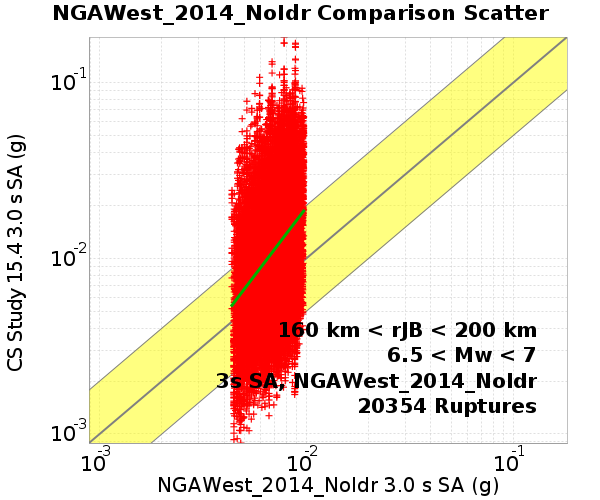 NGAWest_2014_NoIdr Comparison Scatter
CS Study 15.4 3.0 s SA (g)
10-1
10-2
10-3
160 km < rJB < 200 km
6.5 < Mw < 7
3s SA, NGAWest_2014_NoIdr
20354 Ruptures
10-3 10-2 10-1
NGAWest_2014_NoIdr 3.0 s SA (g)